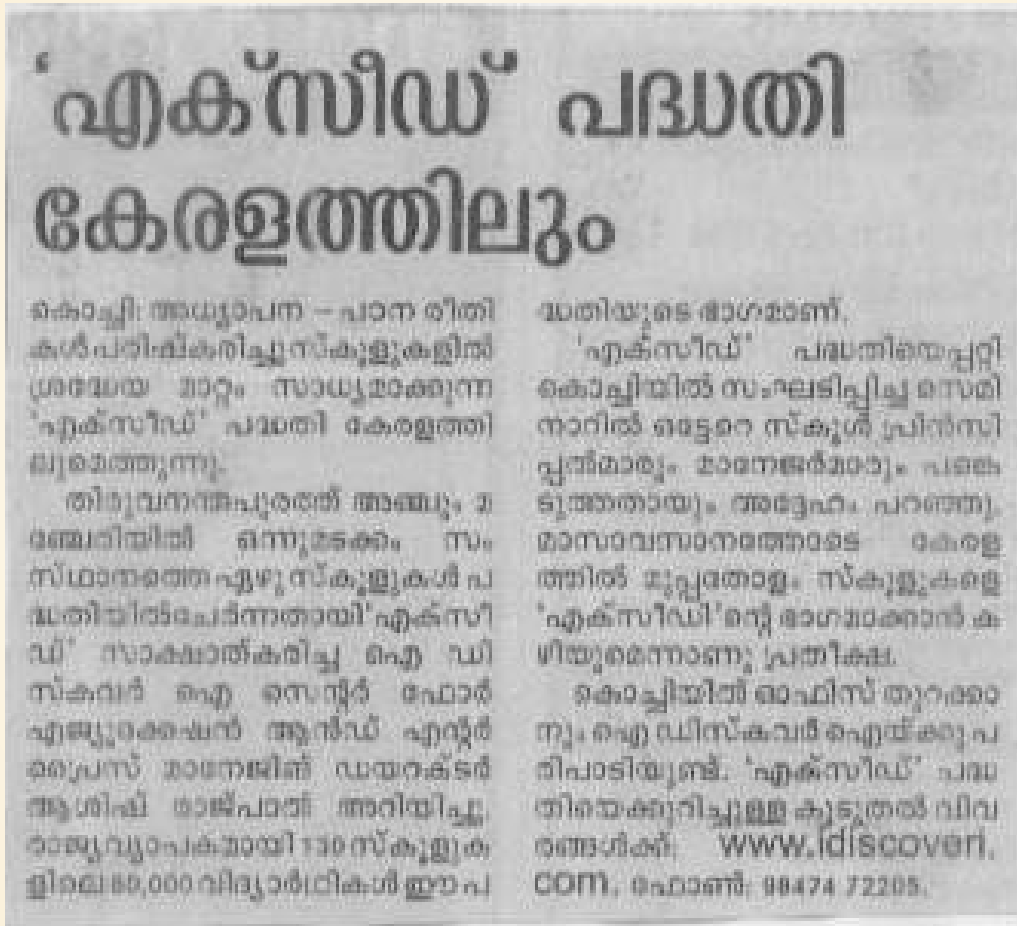 'എക്സീഡ്' പദ്ധതി
കേരളത്തിലും
കൊച്ചി: അധ്യാപന – പഠന രീതി
കൾ പരിഷ്കരിച്ചു സ്കൂളുകളിൽ
ശ്രദ്ധേയ മാറ്റം സാധ്യമാക്കുന്ന
'എക്സീഡ്' പദ്ധതി കേരളത്തി
ലുമെത്തുന്നു.
തിരുവനന്തപുരത്ത് അഞ്ചും മ
ഞ്ചേരിയിൽ ഒന്നുമടക്കം സം
സ്ഥാനത്തെ ഏഴു സ്കൂളുകൾ പ
ദ്ധതിയിൽ ചേർന്നതായി 'എക്സീ
ഡ്' സാക്ഷാത്കരിച്ച ഐ ഡി
സ്കവർ ഐ സെന്റർ ഫോർ
എജ്യുക്കേഷൻ ആൻഡ് എന്റർ
പ്രൈസ് മാനേജിങ് ഡയറക്ടർ
ആശിഷ് രാജ്പാൽ അറിയിച്ചു.
രാജ്യവ്യാപകമായി 130 സ്കൂളുക
ളിലെ 80,000 വിദ്യാർഥികൾ ഈ പ
ദ്ധതിയുടെ ഭാഗമാണ്.
'എക്സീഡ്' പദ്ധതിയെപ്പറ്റി
കൊച്ചിയിൽ സംഘടിപ്പിച്ച സെമി
നാറിൽ ഒട്ടേറെ സ്കൂൾ പ്രിൻസി
പ്പൽമാരും മാനേജർമാരും പങ്കെ
ടുത്തതായും അദ്ദേഹം പറഞ്ഞു.
മാസാവസാനത്തോടെ കേരള
ത്തിൽ മുപ്പതോളം സ്കൂളുകളെ
'എക്സീഡി'ന്റെ ഭാഗമാക്കാൻ ക
ഴിയുമെന്നാണു പ്രതീക്ഷ.
കൊച്ചിയിൽ ഓഫിസ് തുറക്കാ
നും ഐ ഡിസ്കവർ ഐയ്ക്കു പ
രിപാടിയുണ്ട്. 'എക്സീഡ്' പദ്ധ
തിയെക്കുറിച്ചുള്ള കൂടുതൽ വിവ
രങ്ങൾക്ക്: www.idiscoveri.
com. ഫോൺ: 98474 72205.